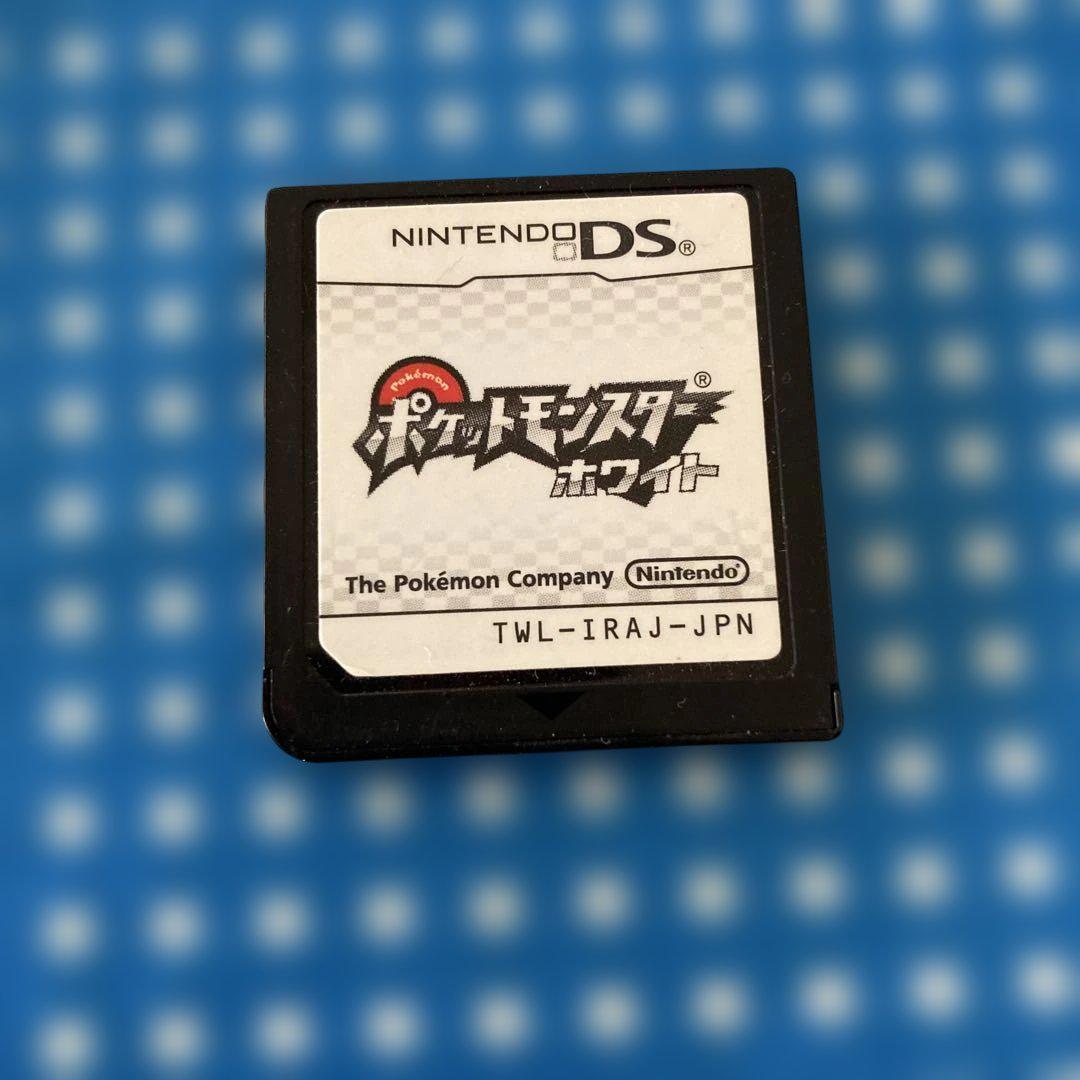 NINTENDO DS®
Pokémon
ポケットモンスター®
ホワイト
The Pokémon Company Nintendo®
TWL-IRAJ-JPN